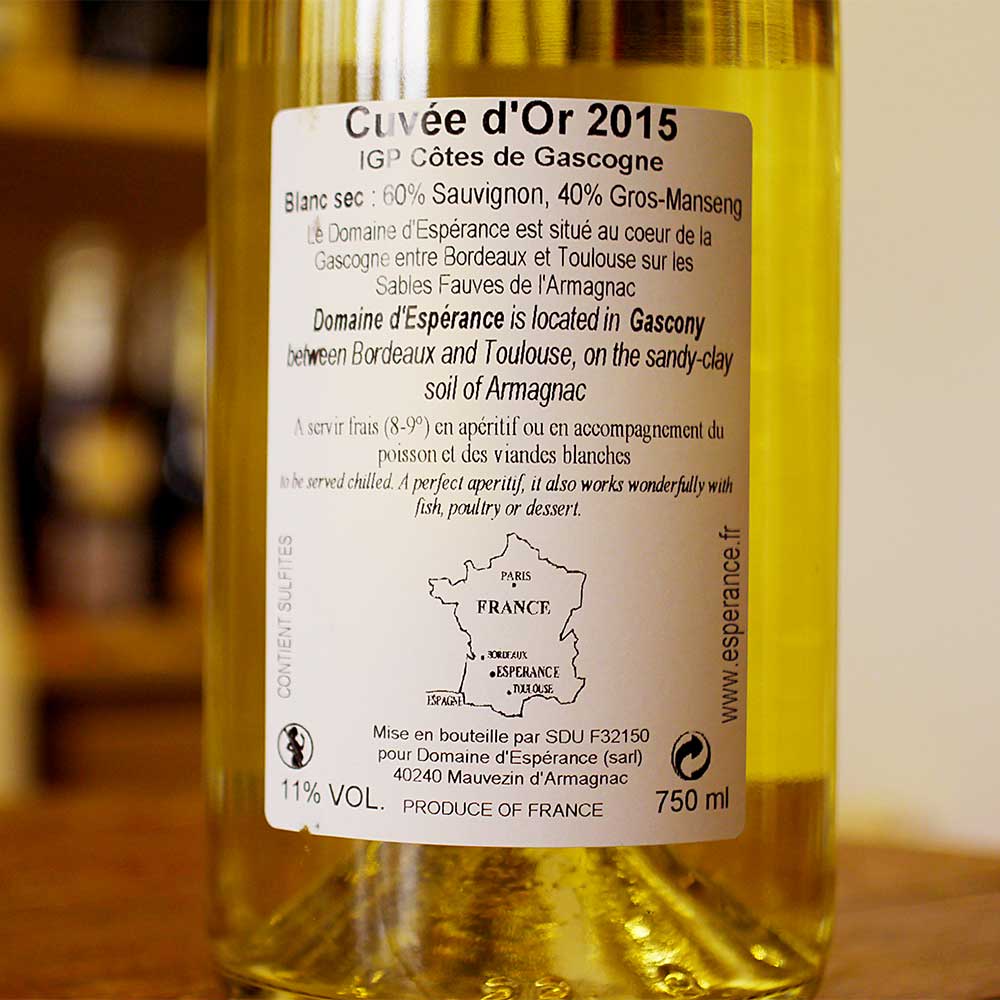 Cuvée d'Or 2015
IGP Côtes de Gascogne
Blanc sec : 60% Sauvignon, 40% Gros-Manseng
Le Domaine d'Espérance est situé au coeur de la
Gascogne entre Bordeaux et Toulouse sur les
Sables Fauves de l'Armagnac
Domaine d'Espérance is located in Gascony
between Bordeaux and Toulouse, on the sandy-clay
soil of Armagnac
A servir frais (8-9°) en apéritif ou en accompagnement du
poisson et des viandes blanches
to be served chilled. A perfect aperitif, it also works wonderfully with
fish, poultry or dessert.
CONTIENT SULFITES
PARIS
FRANCE
BORDEAUX
ESPERANCE
TOULOUSE
ESPAGNE
www.esperance.fr
Mise en bouteille par SDU F32150
pour Domaine d'Espérance (sarl)
40240 Mauvezin d'Armagnac
11% VOL.
PRODUCE OF FRANCE
750 ml